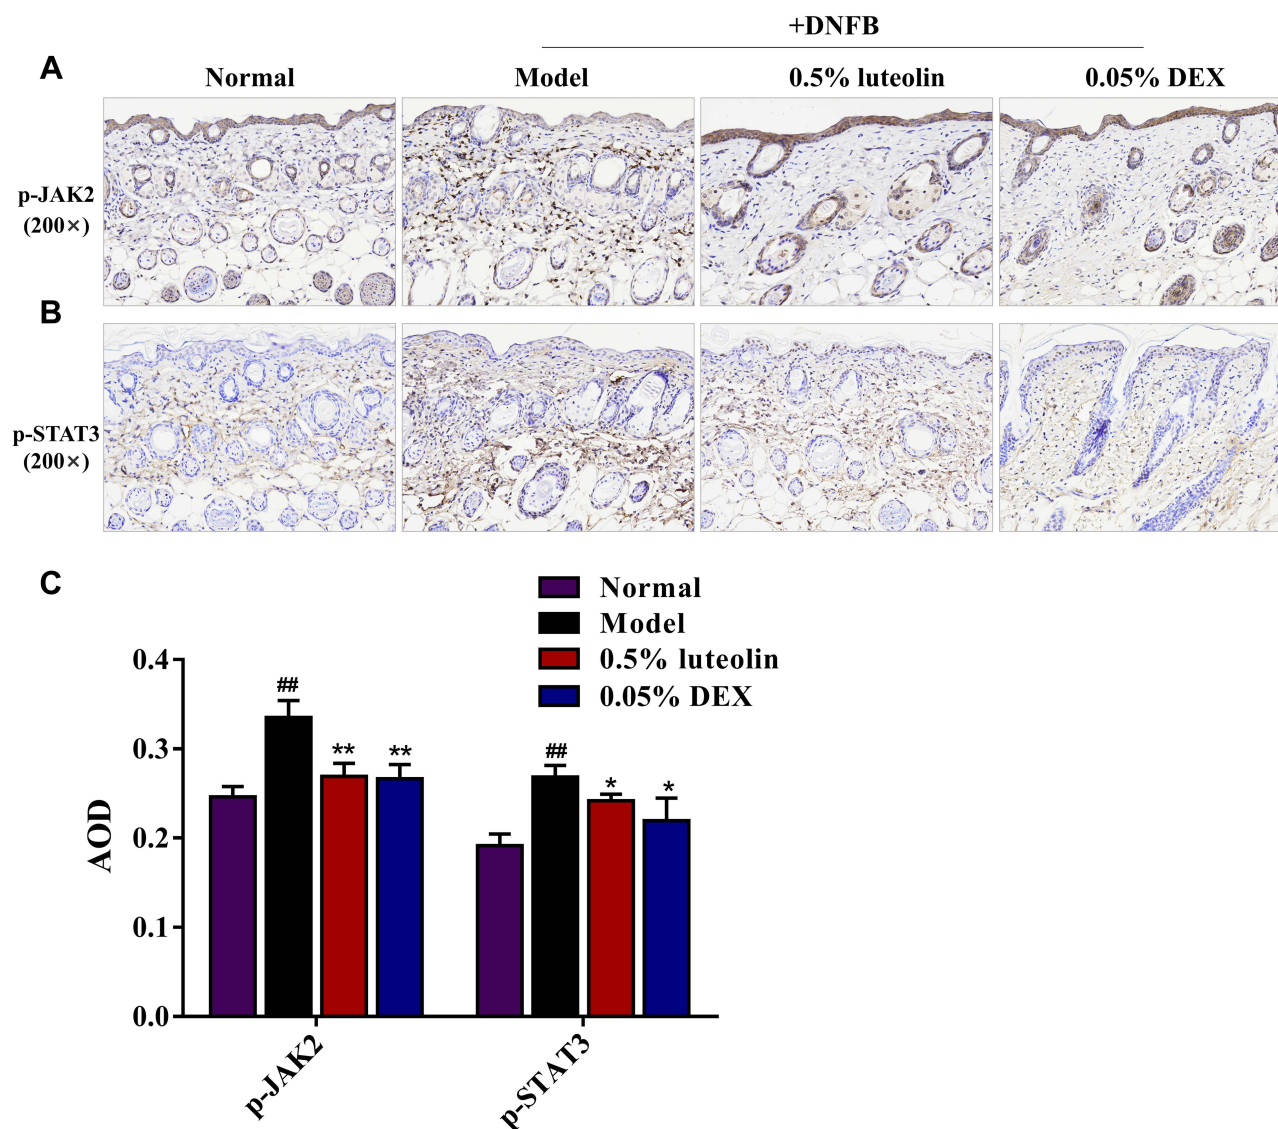 +DNFB
A
Normal
Model
0.5% luteolin
0.05% DEX
p-JAK2
(200×)
B
p-STAT3
(200×)
C
Normal
Model
0.5% luteolin
0.05% DEX
AOD
0.4
0.3
0.2
0.1
0.0
##
**
**
##
*
*
p-JAK2
p-STAT3